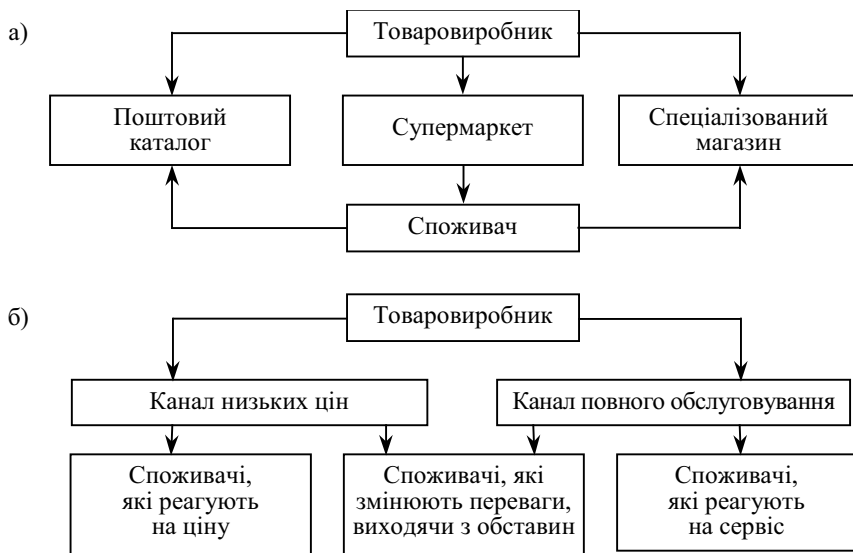 а)
Товаровиробник
Поштовий
каталог
Супермаркет
Спеціалізований
магазин
Споживач
б)
Товаровиробник
Канал низьких цін
Канал повного обслуговування
Споживачі,
які реагують
на ціну
Споживачі, які
змінюють переваги,
виходячи з обставин
Споживачі,
які реагують
на сервіс